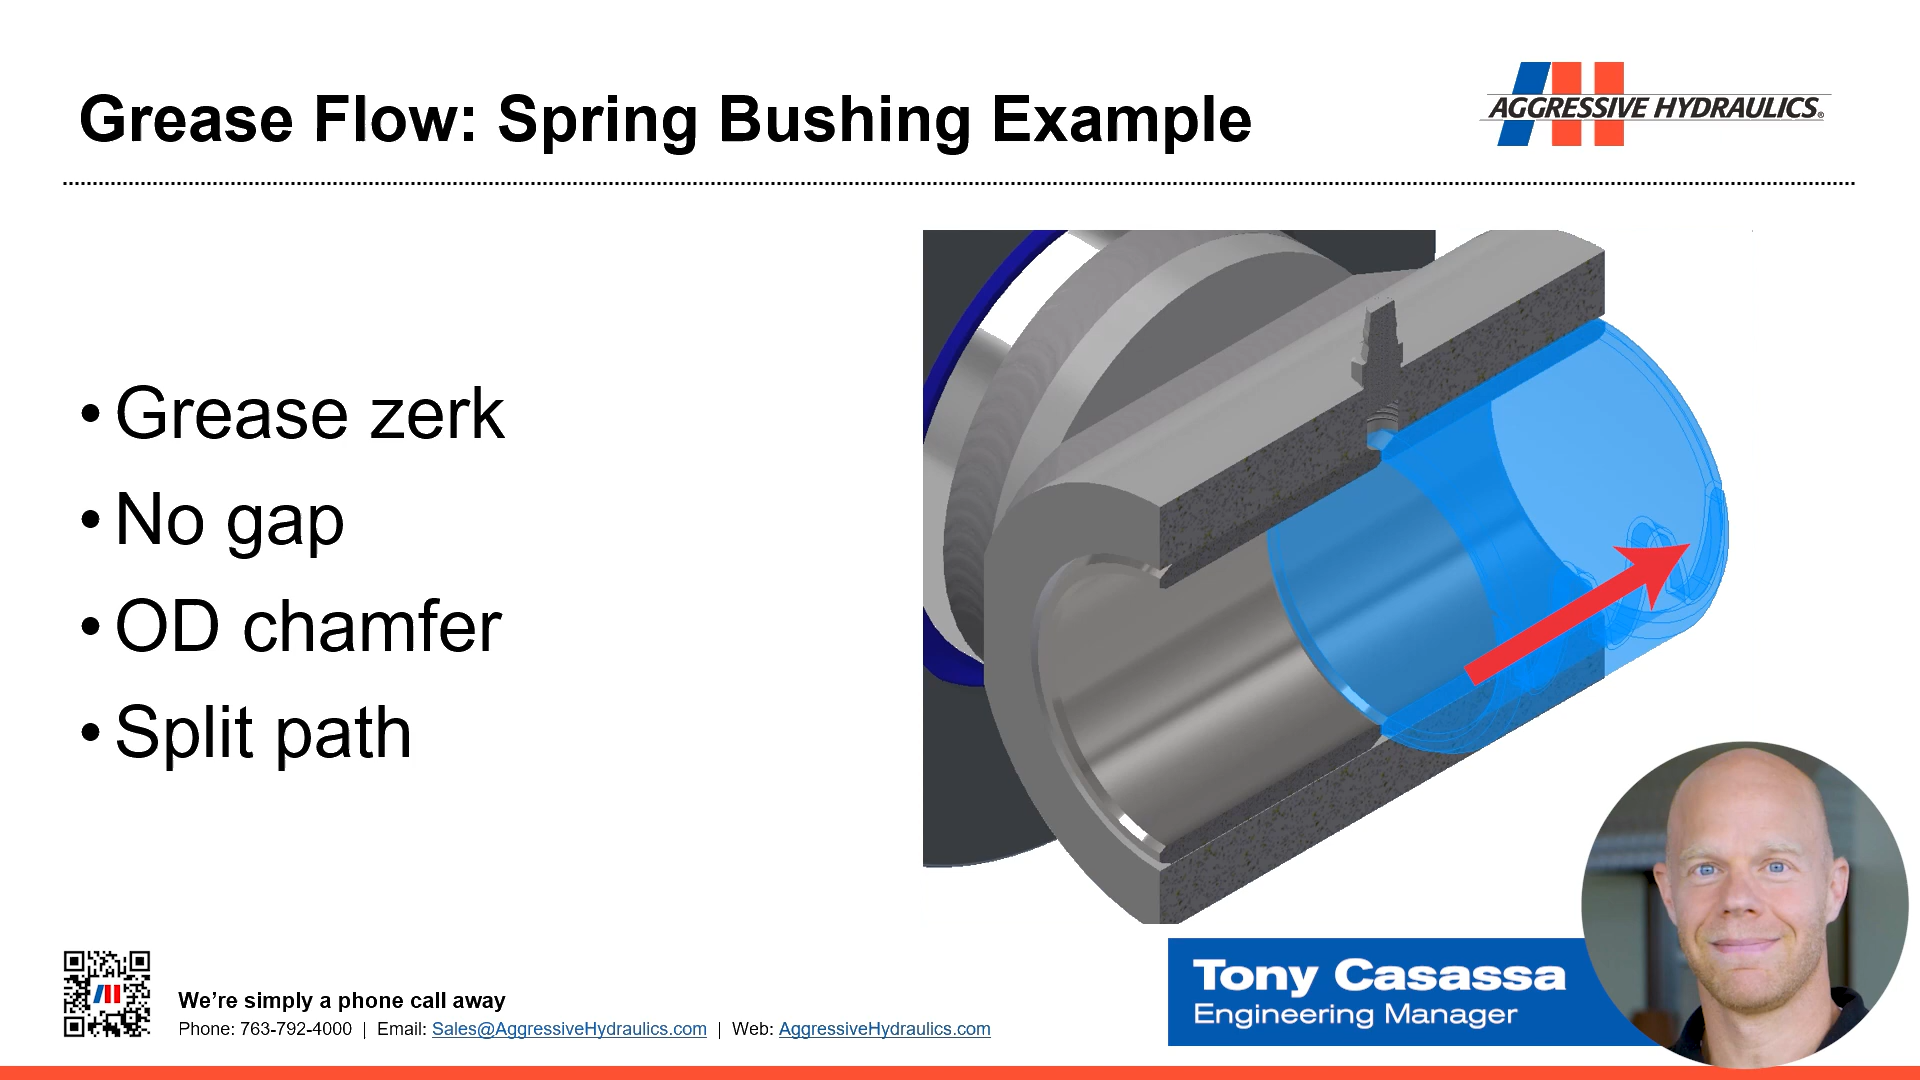 Grease Flow: Spring Bushing Example
AGGRESSIVE HYDRAULICS®
• Grease zerk
• No gap
• OD chamfer
• Split path
We’re simply a phone call away
Phone: 763-792-4000 | Email: Sales@AggressiveHydraulics.com | Web: AggressiveHydraulics.com
Tony Casassa
Engineering Manager